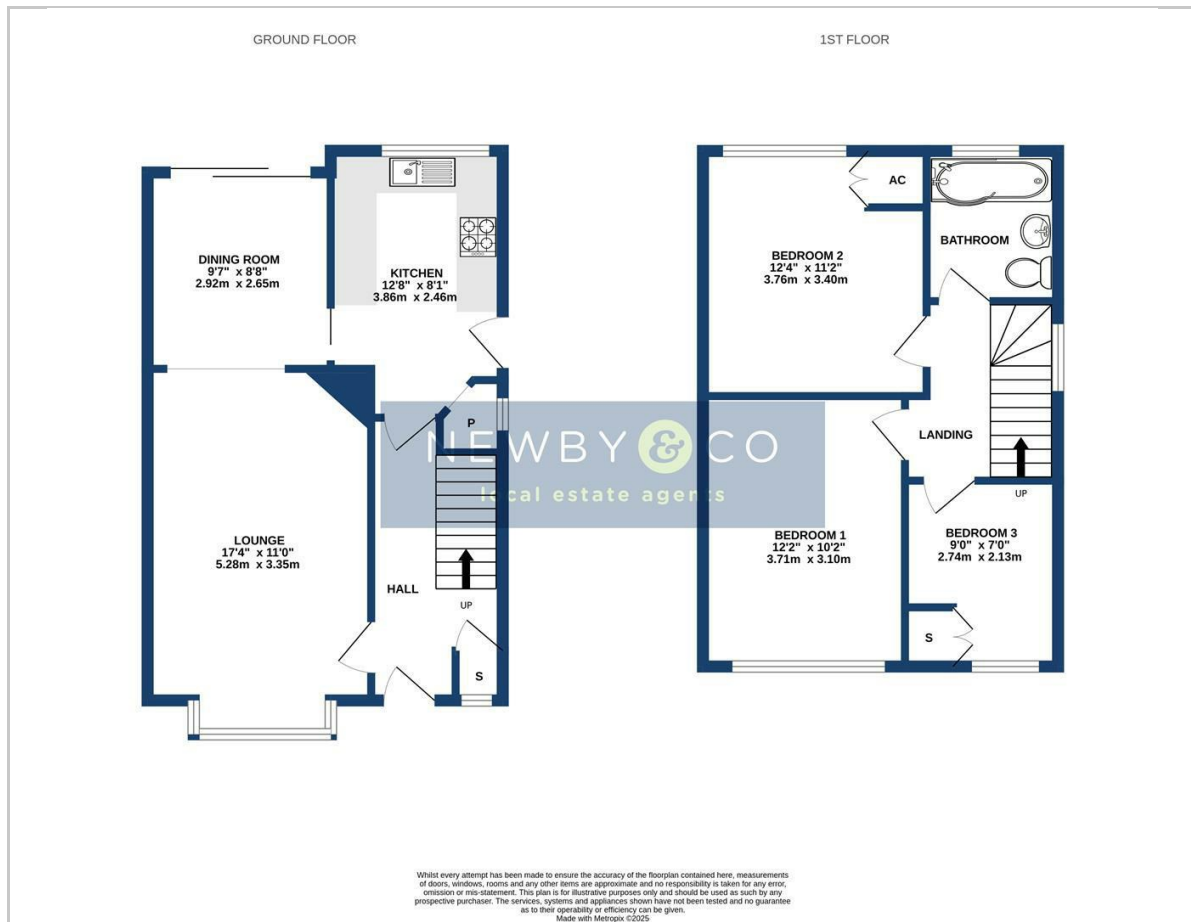 GROUND FLOOR
1ST FLOOR
DINING ROOM
9'7" x 8'8"
2.92m x 2.65m
KITCHEN
12'8" x 8'1"
3.86m x 2.46m
P
LOUNGE
17'4" x 11'0"
5.28m x 3.35m
HALL
UP
S
AC
BATHROOM
BEDROOM 2
12'4" x 11'2"
3.76m x 3.40m
LANDING
UP
BEDROOM 1
12'2" x 10'2"
3.71m x 3.10m
BEDROOM 3
9'0" x 7'0"
2.74m x 2.13m
S
NEWBY & CO
local estate agents
Whilst every attempt has been made to ensure the accuracy of the floorplan contained here, measurements
of doors, windows, rooms and any other items are approximate and no responsibility is taken for any error,
omission or mis-statement. This plan is for illustrative purposes only and should be used as such by any
prospective purchaser. The services, systems and appliances shown have not been tested and no guarantee
as to their operability or efficiency can be given.
Made with Metropix ©2025